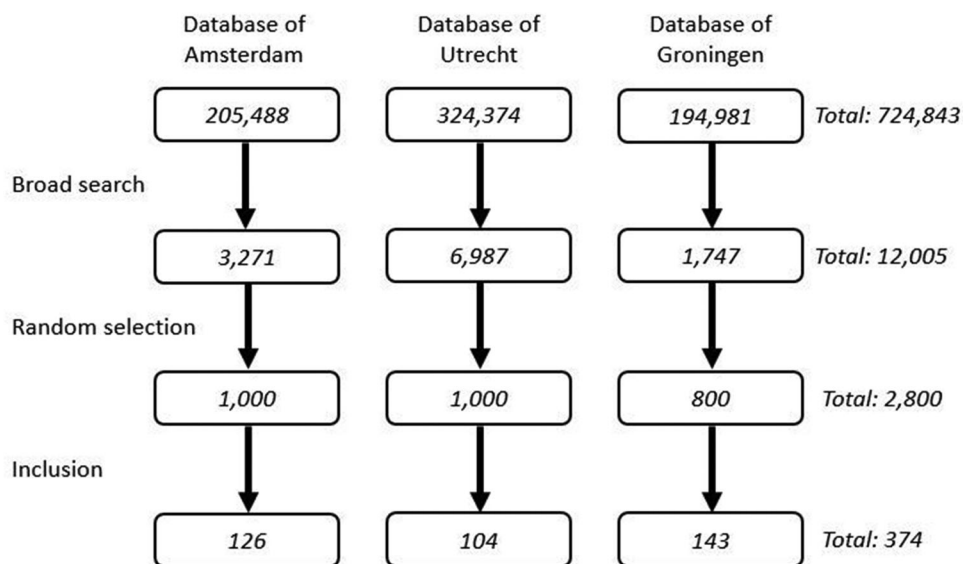 Database of
Amsterdam
Database of
Utrecht
Database of
Groningen
205,488
324,374
194,981
Total: 724,843
Broad search
3,271
6,987
1,747
Total: 12,005
Random selection
1,000
1,000
800
Total: 2,800
Inclusion
126
104
143
Total: 374